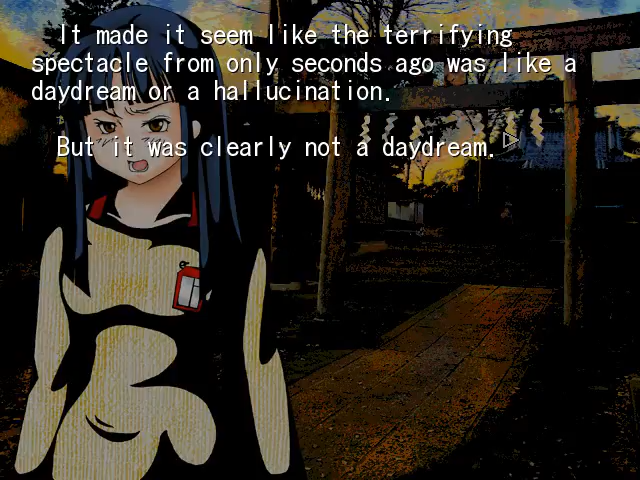 It made it seem like the terrifying
spectacle from only seconds ago was like a
daydream or a hallucination.
But it was clearly not a daydream.